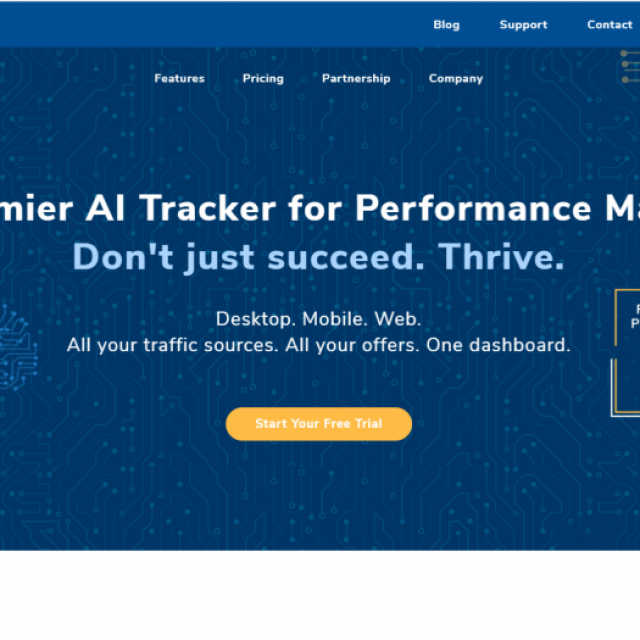 Blog Support Contact
Features Pricing Partnership Company
mier AI Tracker for Performance Ma
Don't just succeed. Thrive.
Desktop. Mobile. Web.
All your traffic sources. All your offers. One dashboard.
Start Your Free Trial